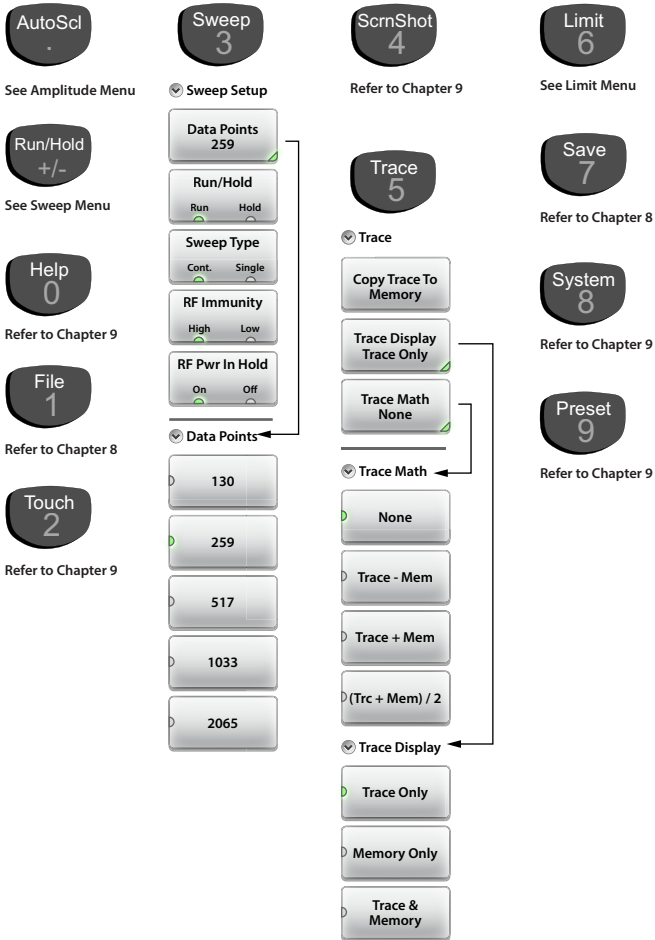 AutoScl
.
See Amplitude Menu
Run/Hold
+/-
See Sweep Menu
Help
0
Refer to Chapter 9
File
1
Refer to Chapter 8
Touch
2
Refer to Chapter 9
Sweep
3
Sweep Setup
Data Points
259
Run/Hold
Run Hold
Sweep Type
Cont. Single
RF Immunity
High Low
RF Pwr In Hold
On Off
Data Points
130
259
517
1033
2065
ScrnShot
4
Refer to Chapter 9
Trace
5
Trace
Copy Trace To
Memory
Trace Display
Trace Only
Trace Math
None
Trace Math
None
Trace - Mem
Trace + Mem
(Trc + Mem) / 2
Trace Display
Trace Only
Memory Only
Trace &
Memory
Limit
6
See Limit Menu
Save
7
Refer to Chapter 8
System
8
Refer to Chapter 9
Preset
9
Refer to Chapter 9